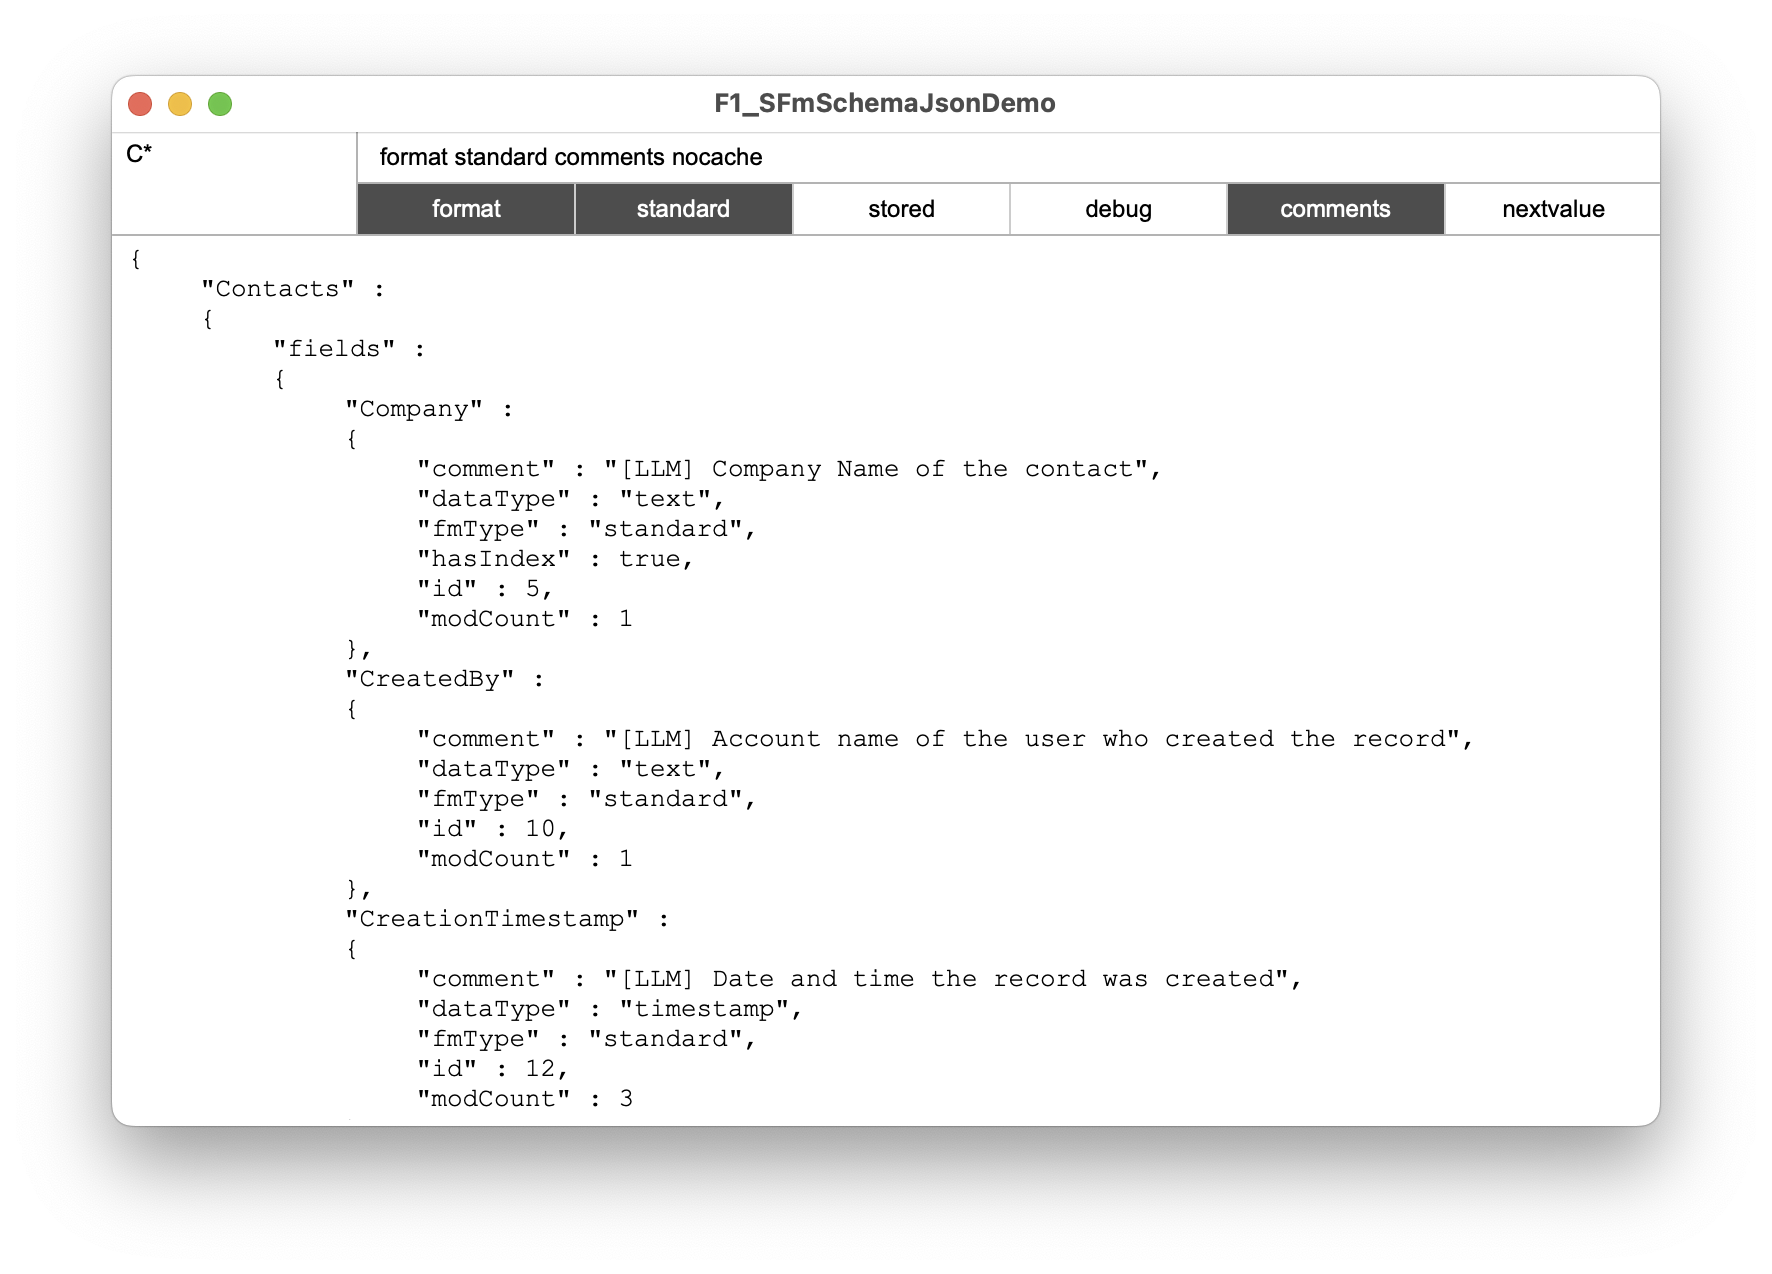 F1_SFmSchemaJsonDemo
C*
format standard comments nocache
format standard stored debug comments nextvalue
{
"Contacts" :
{
"fields" :
{
"Company" :
{
"comment" : "[LLM] Company Name of the contact",
"dataType" : "text",
"fmType" : "standard",
"hasIndex" : true,
"id" : 5,
"modCount" : 1
},
"CreatedBy" :
{
"comment" : "[LLM] Account name of the user who created the record",
"dataType" : "text",
"fmType" : "standard",
"id" : 10,
"modCount" : 1
},
"CreationTimestamp" :
{
"comment" : "[LLM] Date and time the record was created",
"dataType" : "timestamp",
"fmType" : "standard",
"id" : 12,
"modCount" : 3